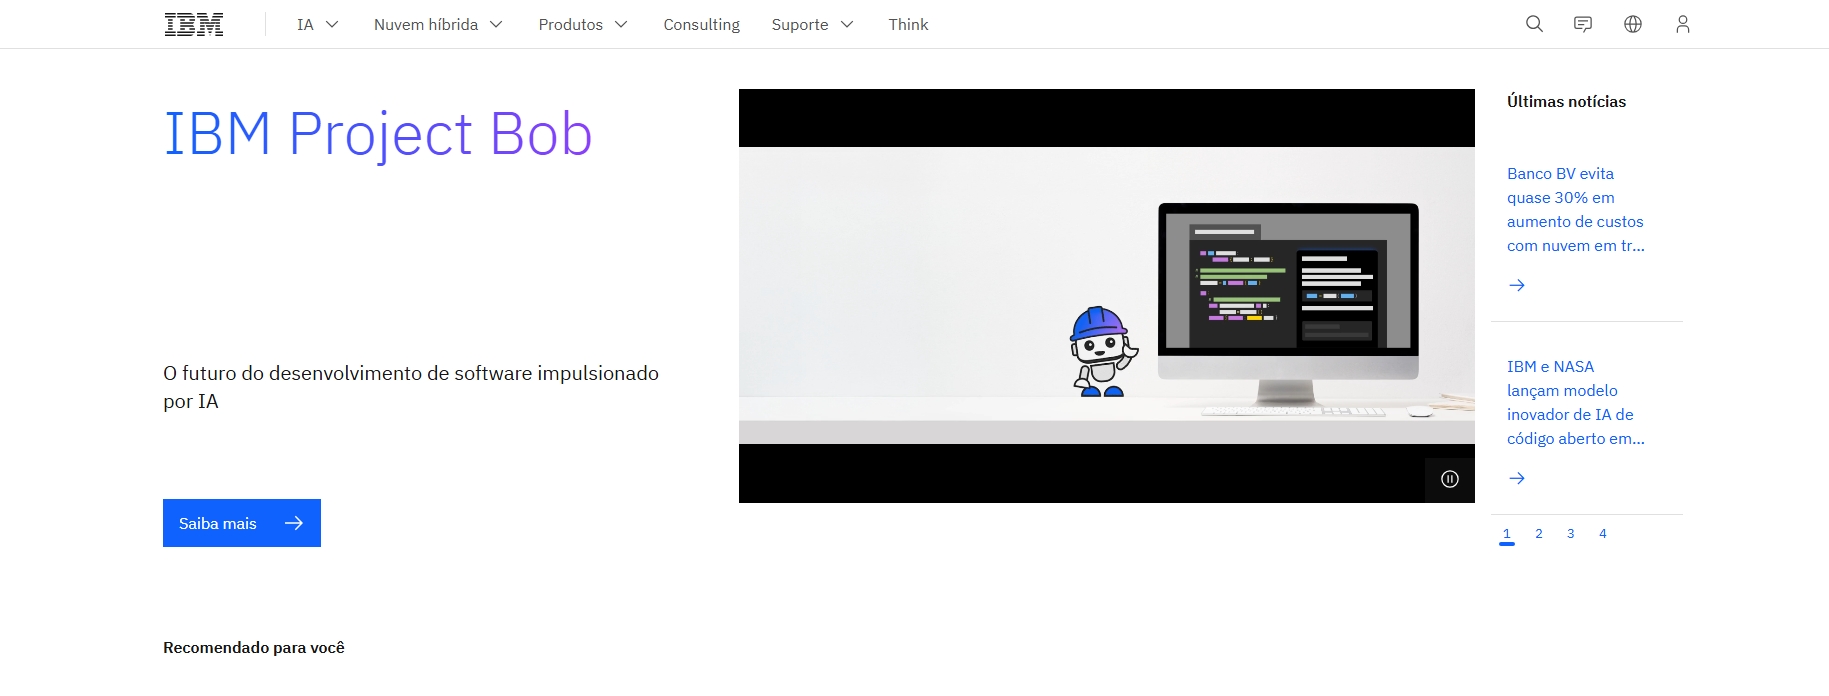 IBM
IA
Nuvem híbrida
Produtos
Consulting
Suporte
Think
IBM Project Bob
O futuro do desenvolvimento de software impulsionado
por IA
Saiba mais
Últimas notícias
Banco BV evita
quase 30% em
aumento de custos
com nuvem em tr...
IBM e NASA
lançam modelo
inovador de IA de
código aberto em...
1 2 3 4
Recomendado para você